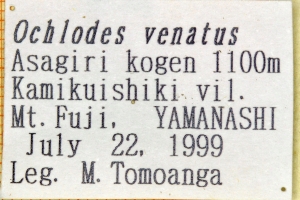 Ochlodes venatus
Asagiri kogen 1100m
Kamikuishiki vil.
Mt. Fuji, YAMANASHI
July 22, 1999
Leg. M. Tomoanga